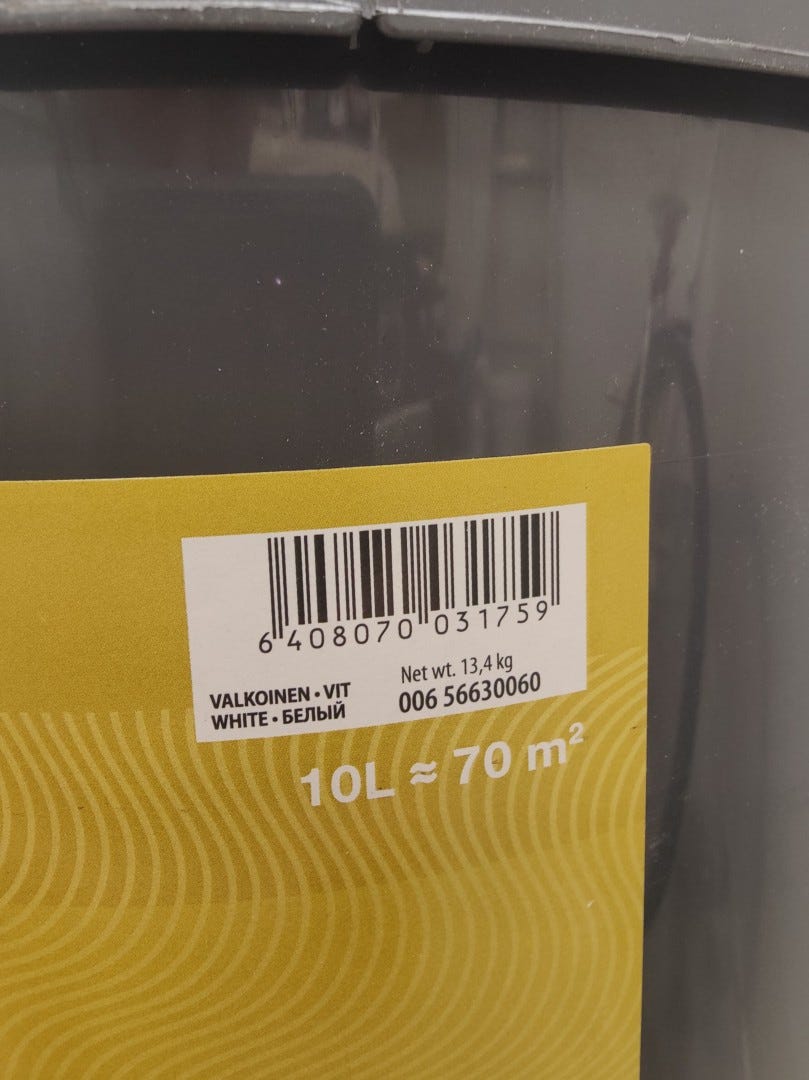 6 408070 031759
VALKOINEN • VIT
WHITE • БЕЛЫЙ
Net wt. 13,4 kg
006 56630060
10L ≈ 70 m²